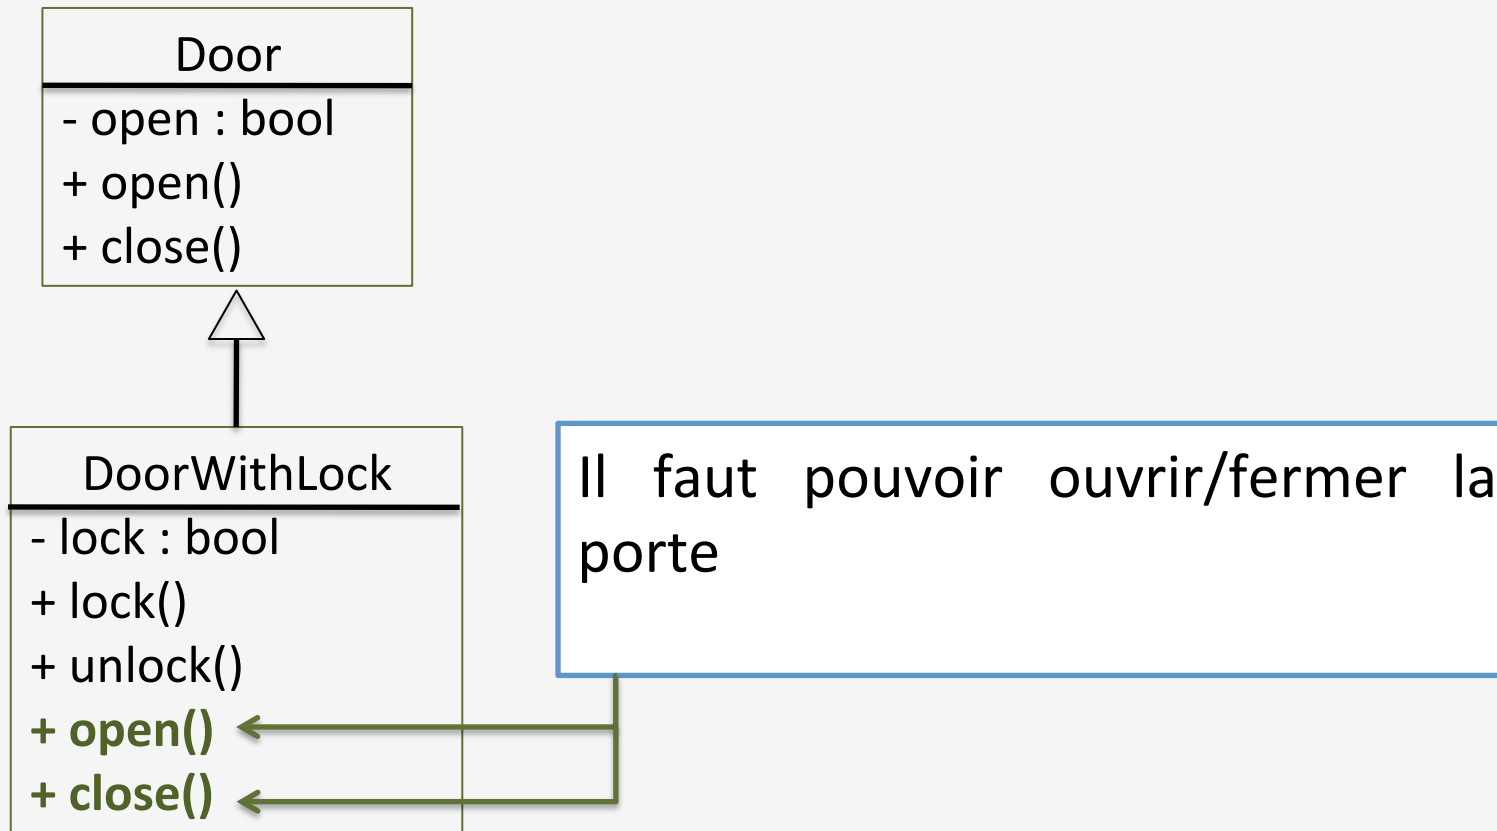 Door
- open : bool
+ open()
+ close()
DoorWithLock
- lock : bool
+ lock()
+ unlock()
+ open()
+ close()
Il faut pouvoir ouvrir/fermer la
porte